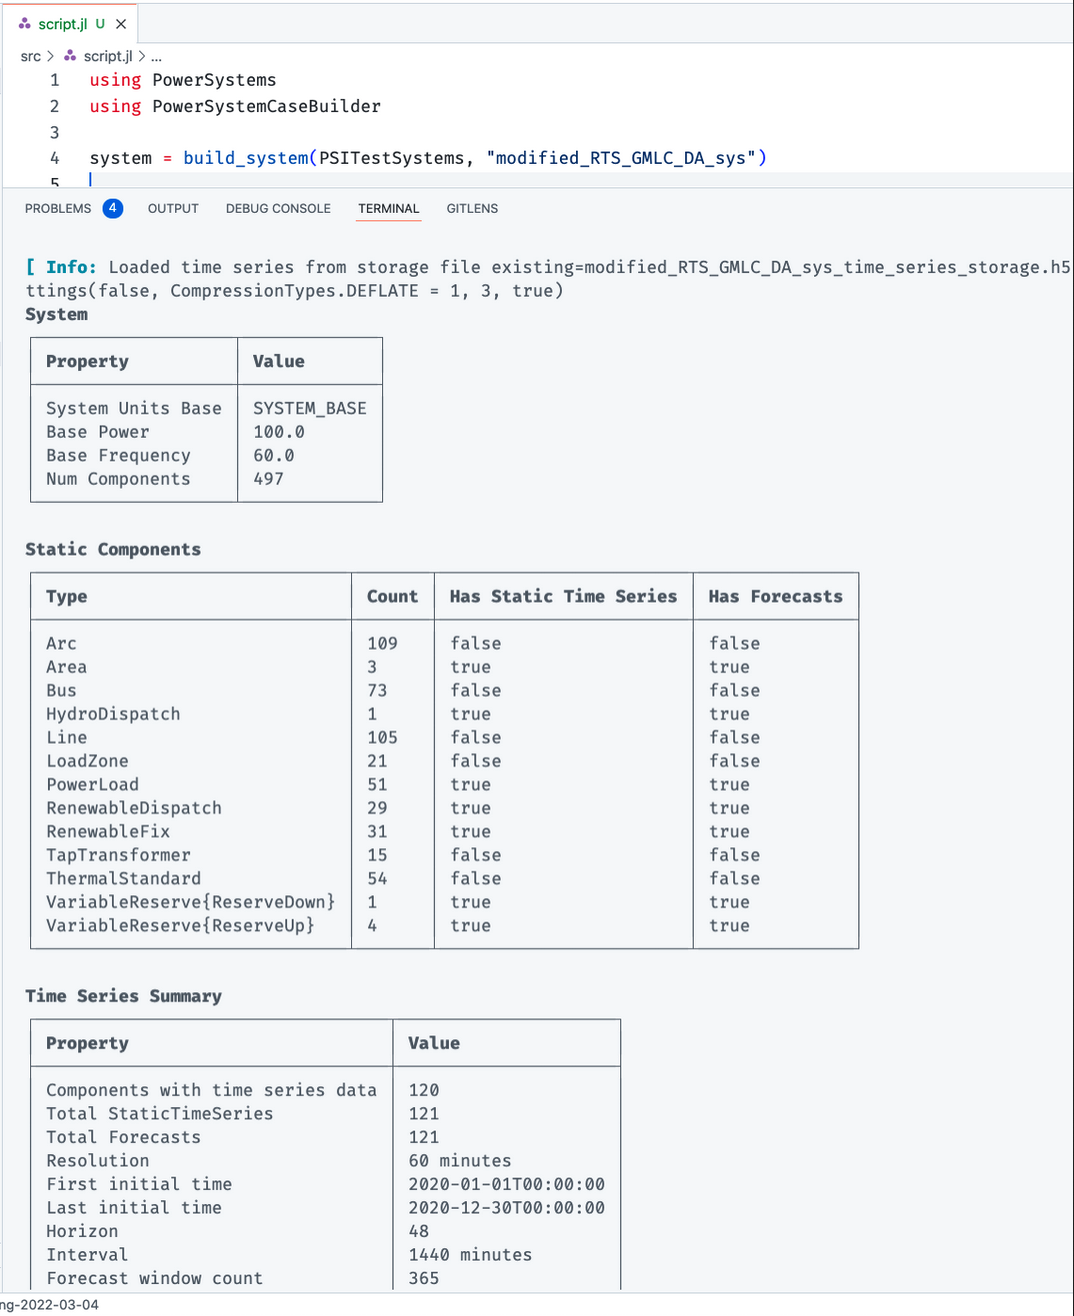 script.jl U
src > script.jl > ...
1 using PowerSystems
2 using PowerSystemCaseBuilder
3
4 system = build_system(PSITestSystems, "modified_RTS_GMLC_DA_sys")
5
PROBLEMS 4 OUTPUT DEBUG CONSOLE TERMINAL GITLENS
[ Info: Loaded time series from storage file existing=modified_RTS_GMLC_DA_sys_time_series_storage.h5
ttings(false, CompressionTypes.DEFLATE = 1, 3, true)
System
Property Value
System Units Base SYSTEM_BASE
Base Power 100.0
Base Frequency 60.0
Num Components 497
Static Components
Type Count Has Static Time Series Has Forecasts
Arc 109 false false
Area 3 true true
Bus 73 false false
HydroDispatch 1 true true
Line 105 false false
LoadZone 21 false false
PowerLoad 51 true true
RenewableDispatch 29 true true
RenewableFix 31 true true
TapTransformer 15 false false
ThermalStandard 54 false false
VariableReserve{ReserveDown} 1 true true
VariableReserve{ReserveUp} 4 true true
Time Series Summary
Property Value
Components with time series data 120
Total StaticTimeSeries 121
Total Forecasts 121
Resolution 60 minutes
First initial time 2020-01-01T00:00:00
Last initial time 2020-12-30T00:00:00
Horizon 48
Interval 1440 minutes
Forecast window count 365
ng-2022-03-04